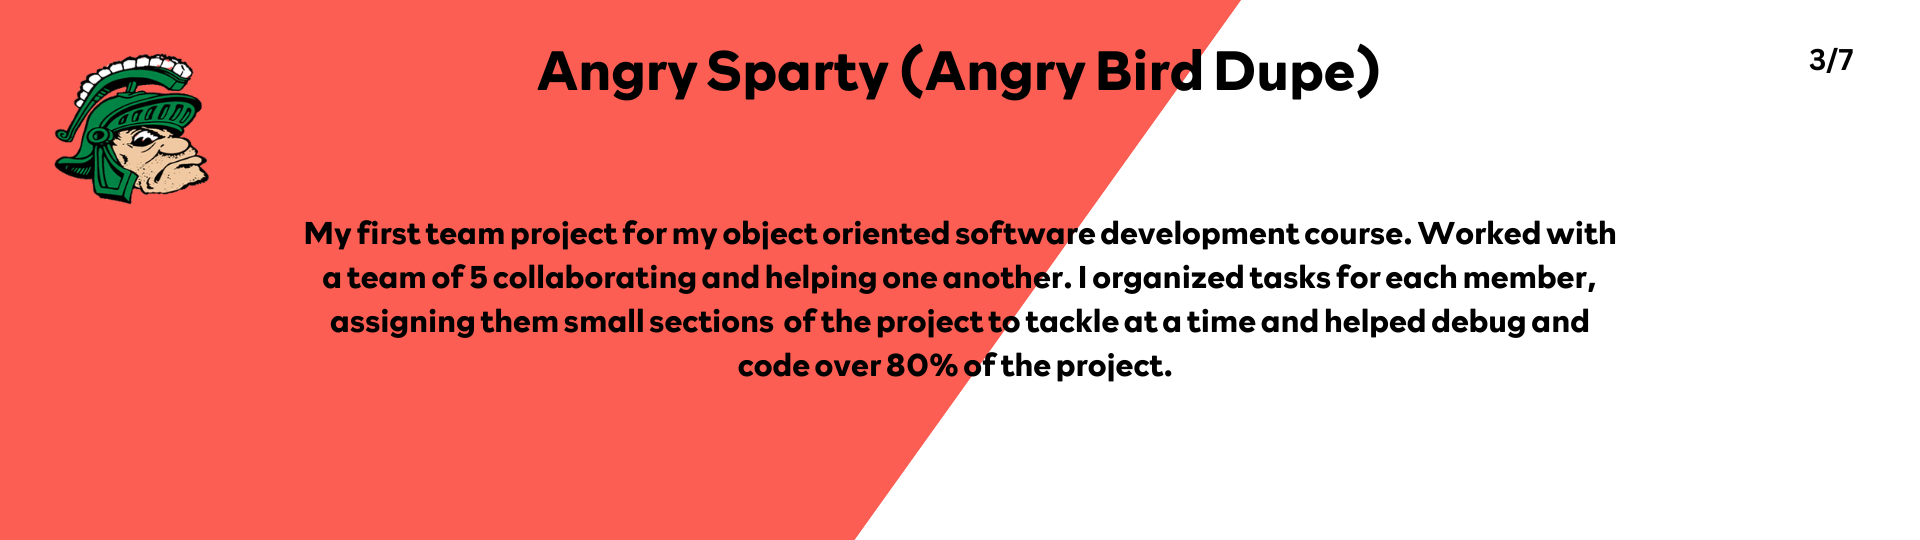 Angry Sparty (Angry Bird Dupe)
3/7
My first team project for my object oriented software development course. Worked with
a team of 5 collaborating and helping one another. I organized tasks for each member,
assigning them small sections  of the project to tackle at a time and helped debug and
code over 80% of the project.